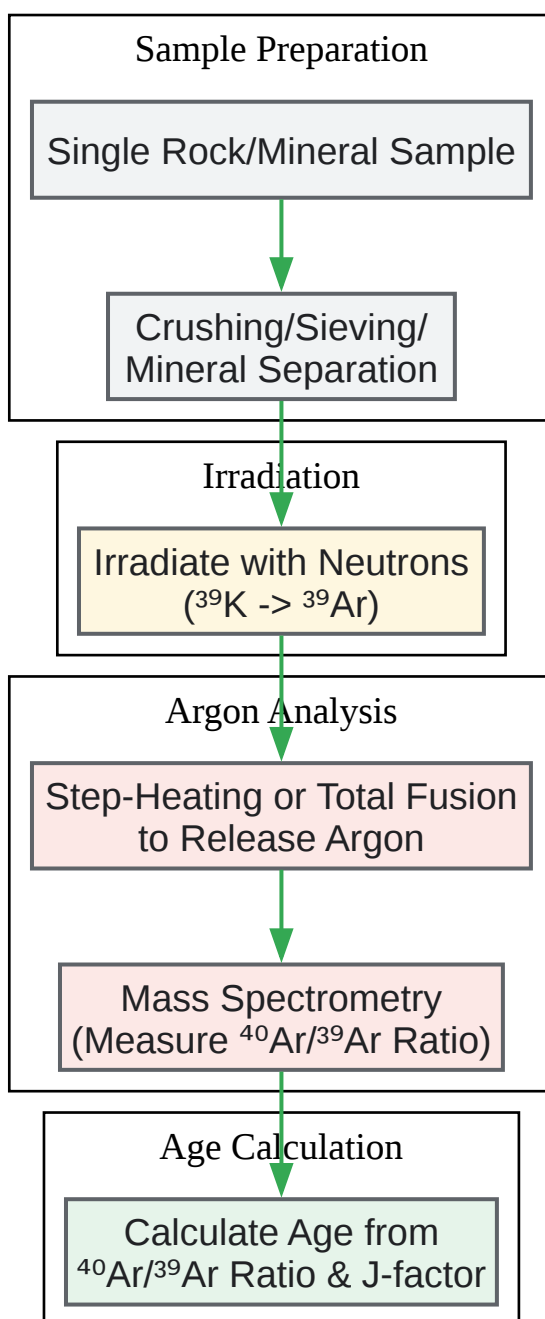 Sample Preparation
Single Rock/Mineral Sample
Crushing/Sieving/
Mineral Separation
Irradiation
Irradiate with Neutrons
(³⁹K -> ³⁹Ar)
Argon Analysis
Step-Heating or Total Fusion
to Release Argon
Mass Spectrometry
(Measure ⁴⁰Ar/³⁹Ar Ratio)
Age Calculation
Calculate Age from
⁴⁰Ar/³⁹Ar Ratio & J-factor